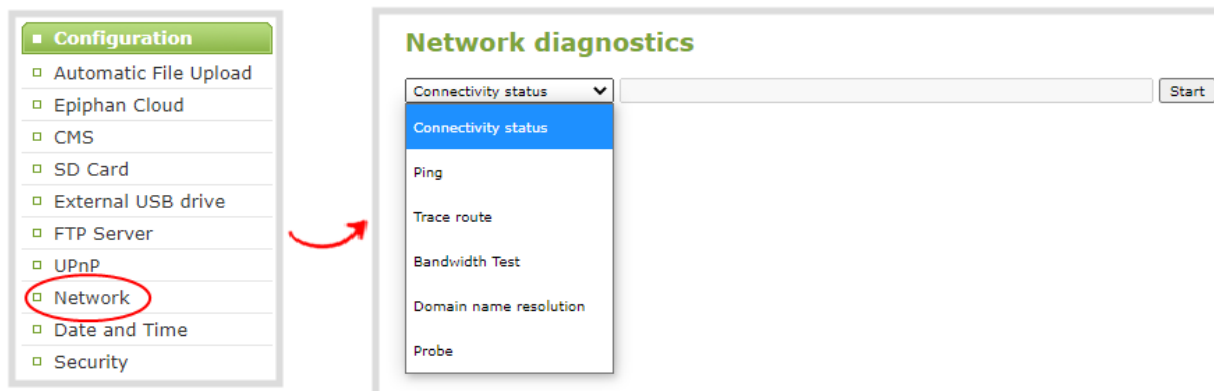 Configuration
Automatic File Upload
Epiphan Cloud
CMS
SD Card
External USB drive
FTP Server
UPnP
Network
Date and Time
Security
Network diagnostics
Connectivity status
Start
Connectivity status
Ping
Trace route
Bandwidth Test
Domain name resolution
Probe